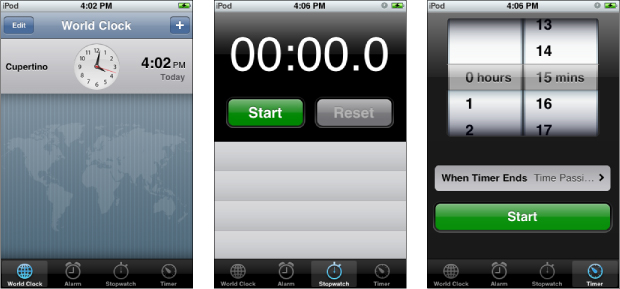 iPod 4:02 PM
Edit World Clock +
Cupertino 4:02 PM
Today
World Clock Alarm Stopwatch Timer
iPod 4:06 PM
00:00.0
Start Reset
World Clock Alarm Stopwatch Timer
iPod 4:06 PM
13
14
0 hours 15 mins
1 16
2 17
When Timer Ends Time Passi...
Start
World Clock Alarm Stopwatch Timer